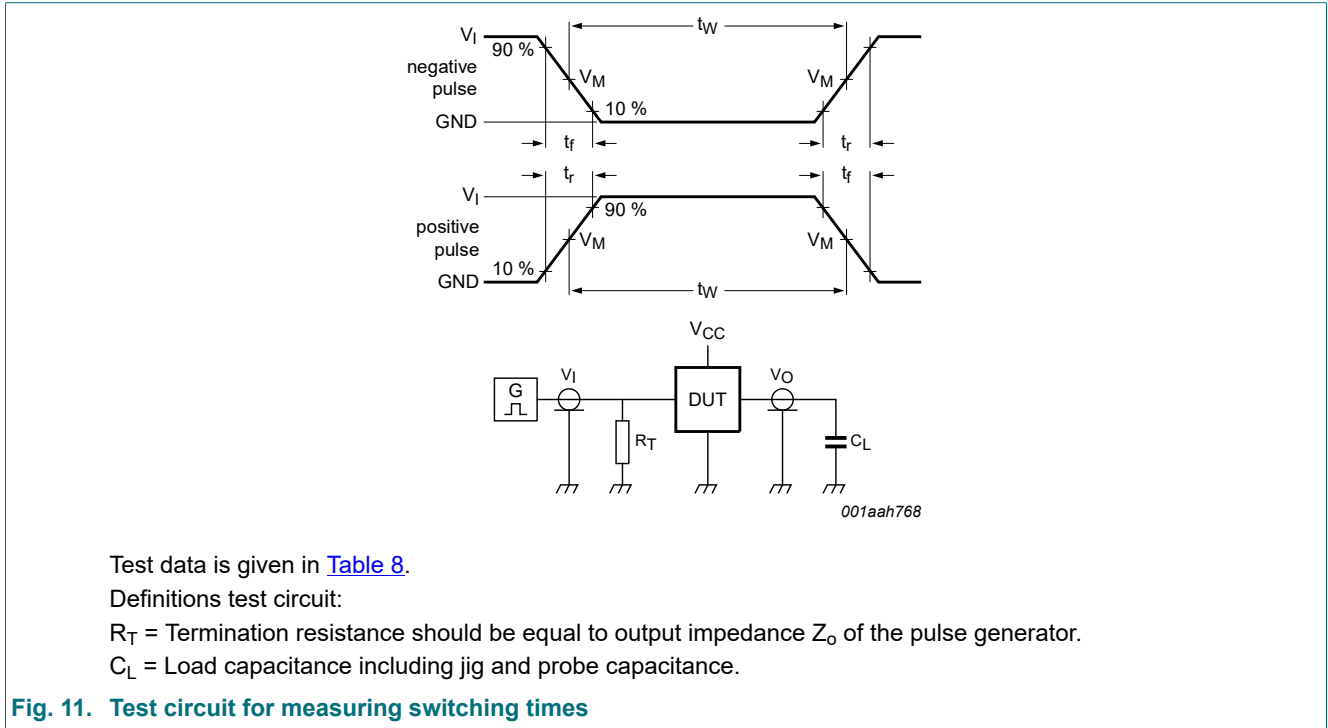 VI
90 %
tW
negative
pulse
VM
VM
10 %
GND
tf
tr
tr
tf
VI
90 %
positive
pulse
VM
VM
10 %
GND
tW
VCC
G
VI
DUT
VO
RT
CL
001aah768
Test data is given in Table 8.
Definitions test circuit:
RT = Termination resistance should be equal to output impedance Zo of the pulse generator.
CL = Load capacitance including jig and probe capacitance.
Fig. 11. Test circuit for measuring switching times